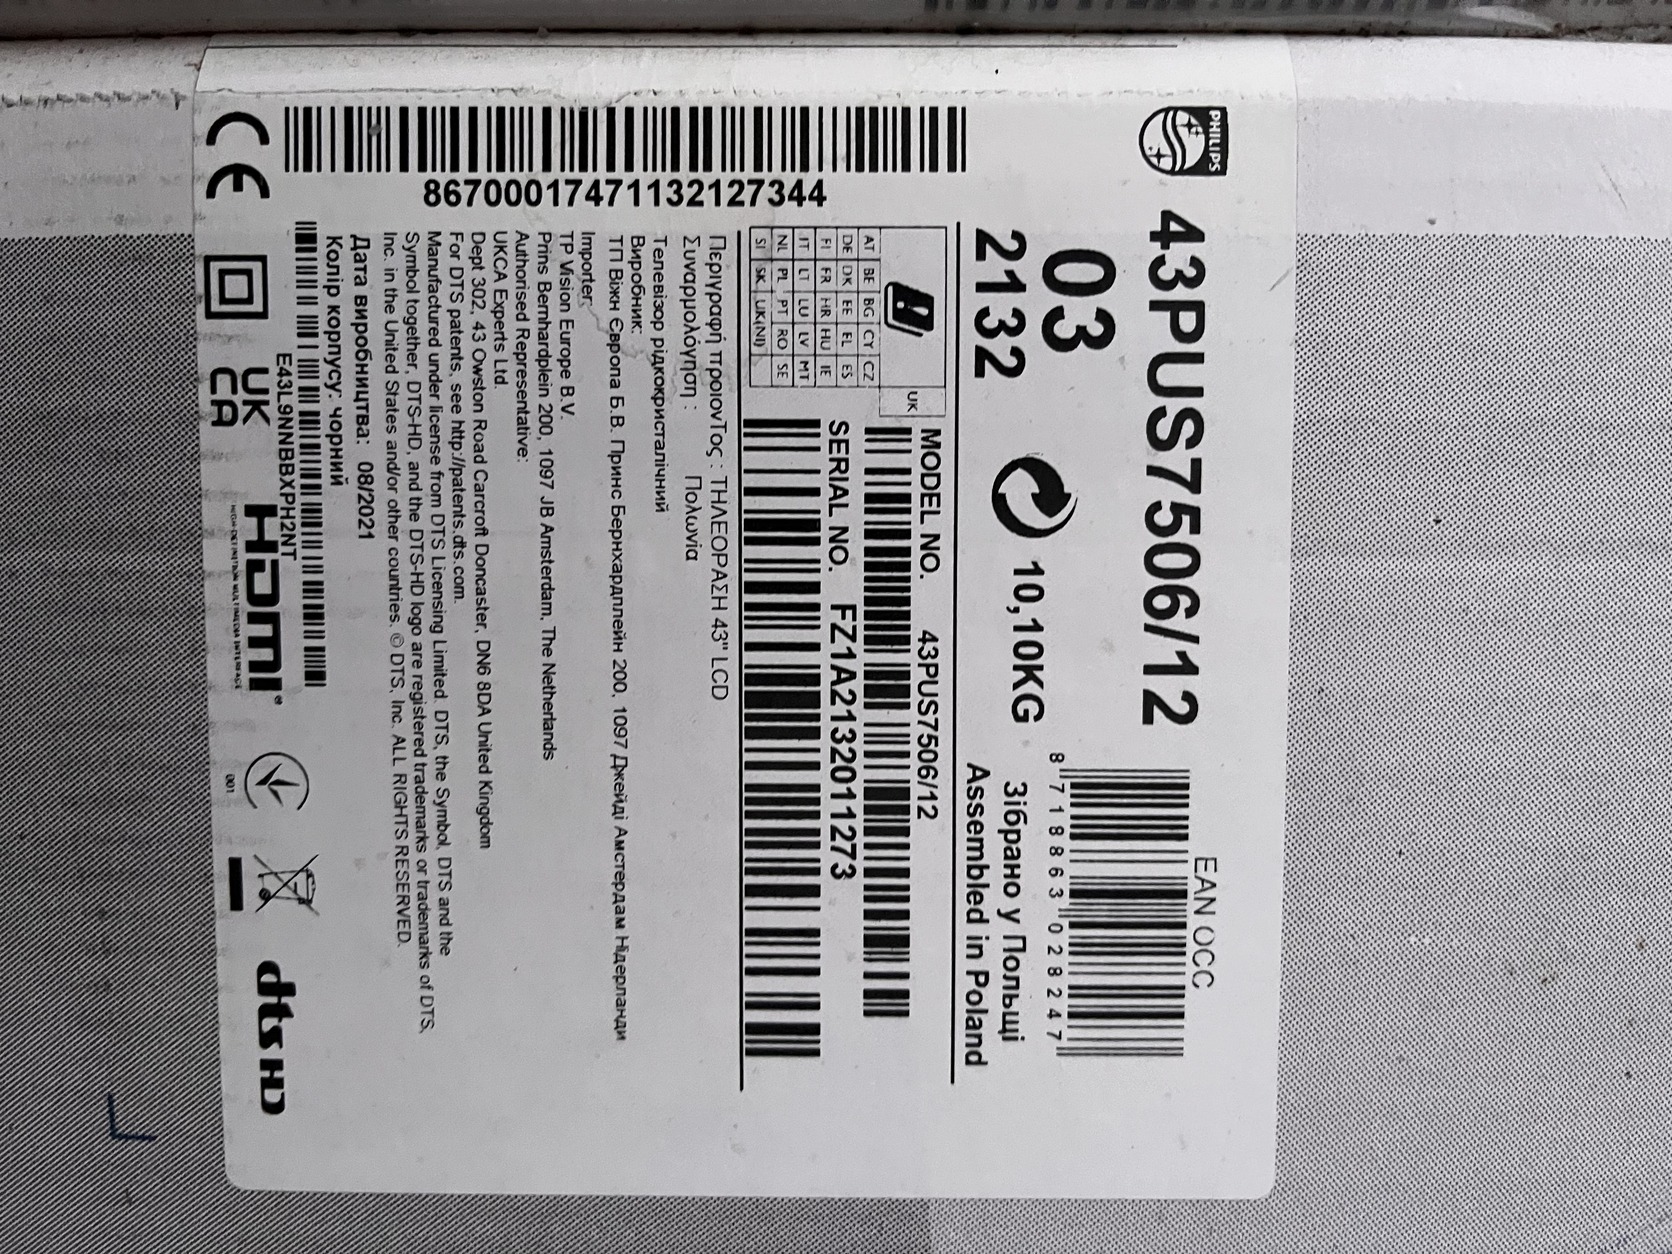 PHILIPS
43PUS7506/12
EAN OCC
8 718863 028247
03
2132
10,10KG
Зібрано у Польщі
Assembled in Poland
UK
AT BE BG CY CZ
DE DK EE EL ES
FI FR HR HU IE
IT LT LU LV MT
NL PL PT RO SE
SI SK UK(NI)
MODEL NO. 43PUS7506/12
SERIAL NO. FZ1A2132011273
86700017471132127344
Περιγραφή προιονΤος : ΤΗΛΕΟΡΑΣΗ 43" LCD
Συναρμολόγηση : Πολωνία
Телевізор рідкокристалічний
Виробник:
ТП Віжн Європа Б.В. Принс Бернхардплейн 200, 1097 Джейді Амстердам Нідерланди
Importer:
TP Vision Europe B.V.
Prins Bernhardplein 200, 1097 JB Amsterdam, The Netherlands
Authorised Representative:
UKCA Experts Ltd.
Dept 302, 43 Owston Road Carcroft Doncaster, DN6 8DA United Kingdom
For DTS patents, see http://patents.dts.com.
Manufactured under license from DTS Licensing Limited. DTS, the Symbol, DTS and the
Symbol together, DTS-HD, and the DTS-HD logo are registered trademarks or trademarks of DTS,
Inc. in the United States and/or other countries. © DTS, Inc. ALL RIGHTS RESERVED.
Дата виробництва: 08/2021
Колір корпусу: чорний
E43L9NNBBXPH2NT
CE
UK
CA
HDMI®
HIGH-DEFINITION MULTIMEDIA INTERFACE
001
dts HD